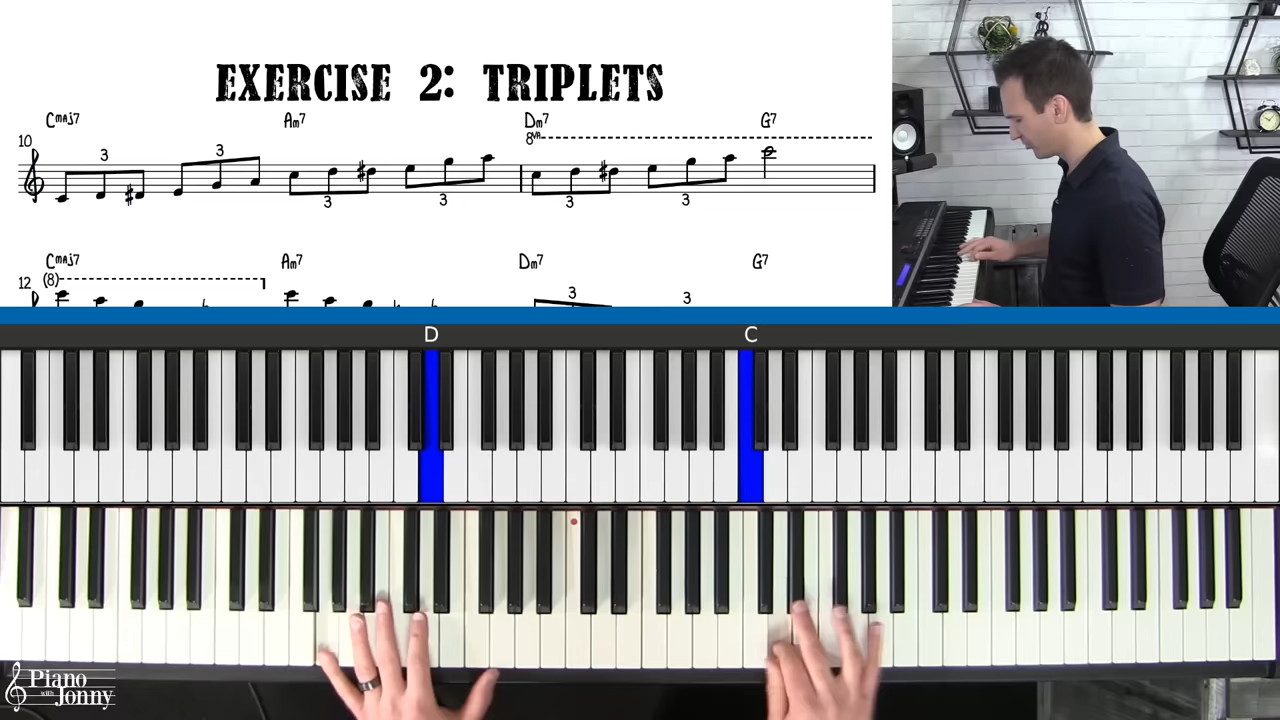 EXERCISE 2: TRIPLETS
Cmaj7 Am7 Dm7 G7
8va
10
3 3 3 3 3 3
Cmaj7 Am7 Dm7 G7
(8)
12
3 3
D C
Piano
with
Jonny